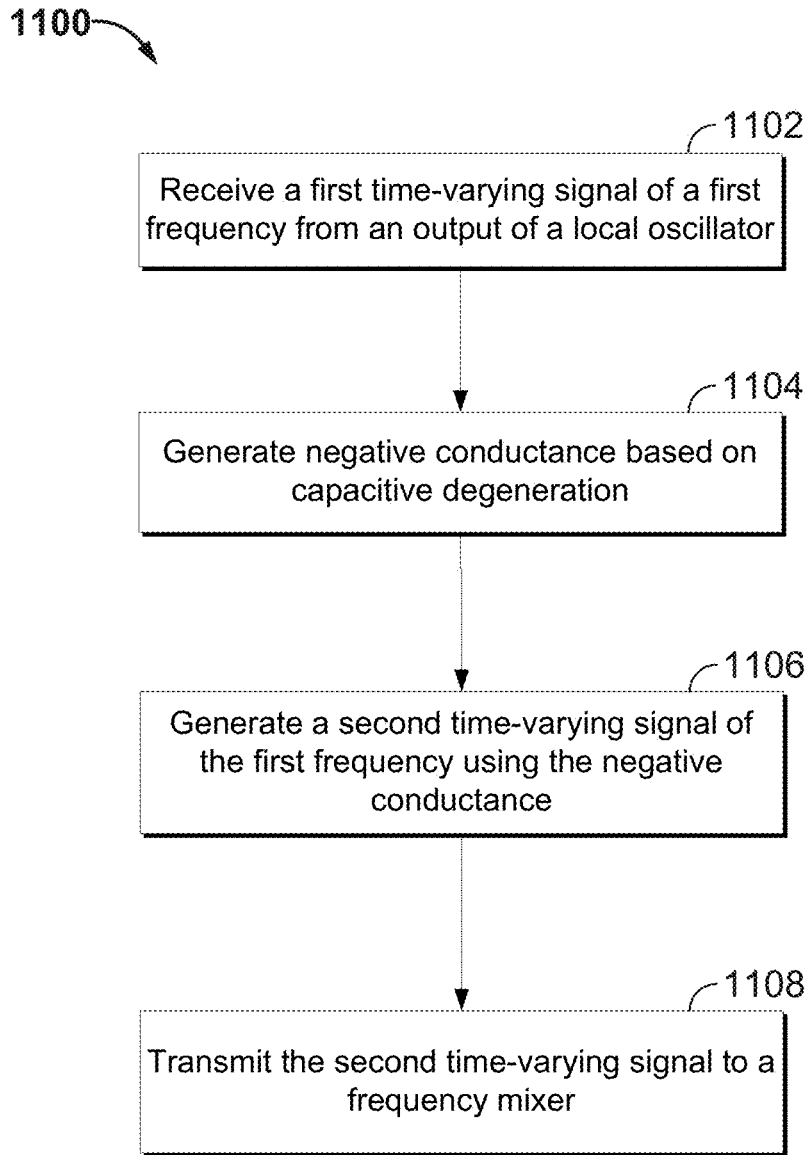 1100
1102
Receive a first time-varying signal of a first
frequency from an output of a local oscillator
1104
Generate negative conductance based on
capacitive degeneration
1106
Generate a second time-varying signal of
the first frequency using the negative
conductance
1108
Transmit the second time-varying signal to a
frequency mixer